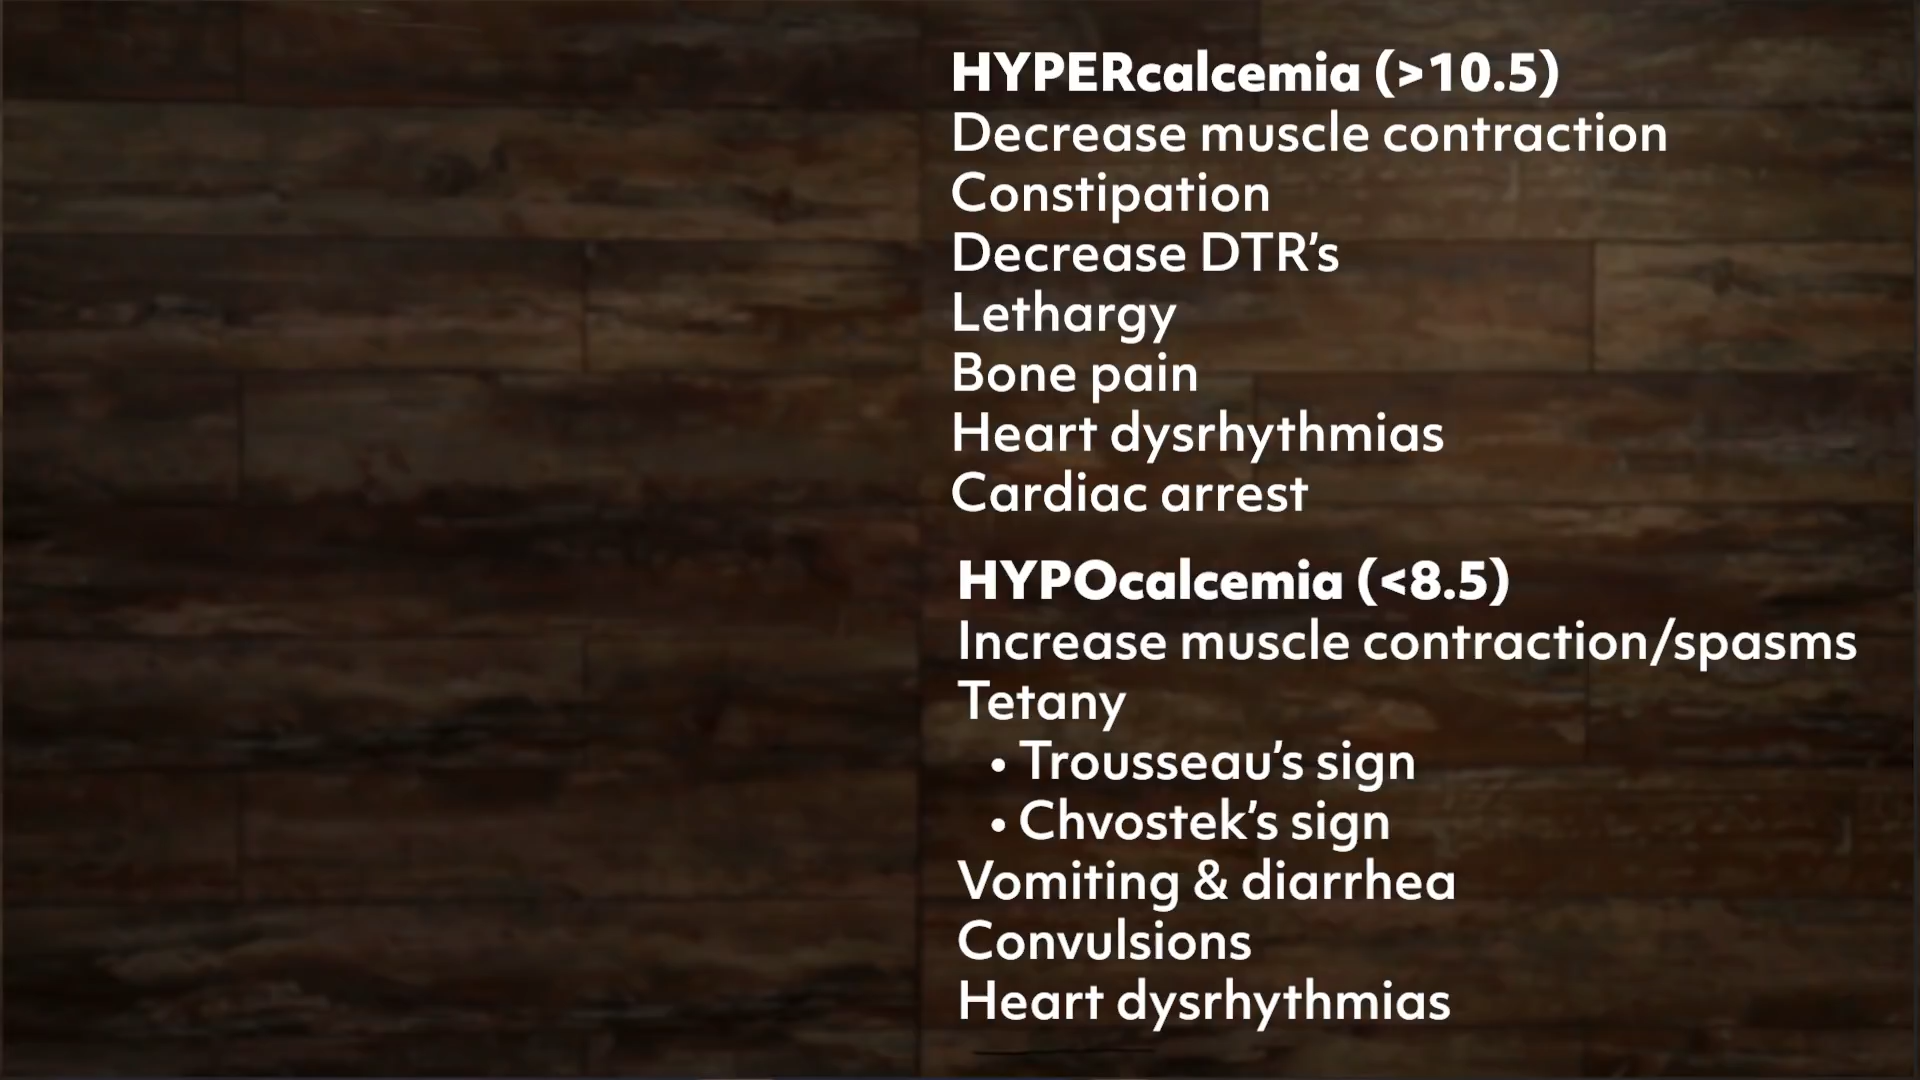 HYPERcalcemia (>10.5)
Decrease muscle contraction
Constipation
Decrease DTR's
Lethargy
Bone pain
Heart dysrhythmias
Cardiac arrest
HYPOcalcemia (<8.5)
Increase muscle contraction/spasms
Tetany
• Trousseau's sign
• Chvostek's sign
Vomiting & diarrhea
Convulsions
Heart dysrhythmias